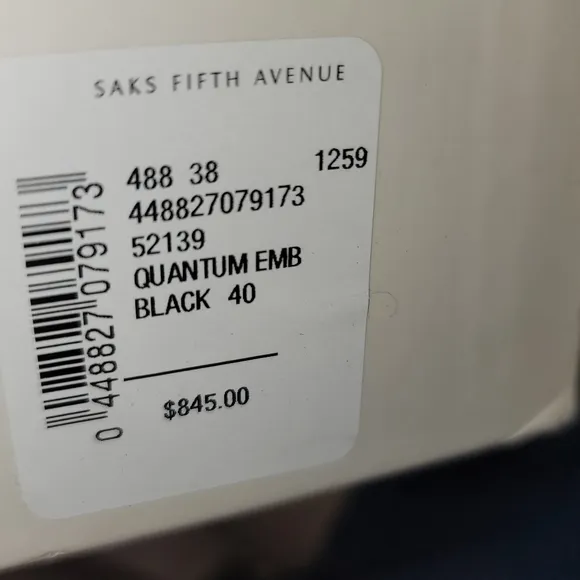 SAKS FIFTH AVENUE
488 38 1259
448827079173
52139
QUANTUM EMB
BLACK 40
$845.00
0 448827 079173